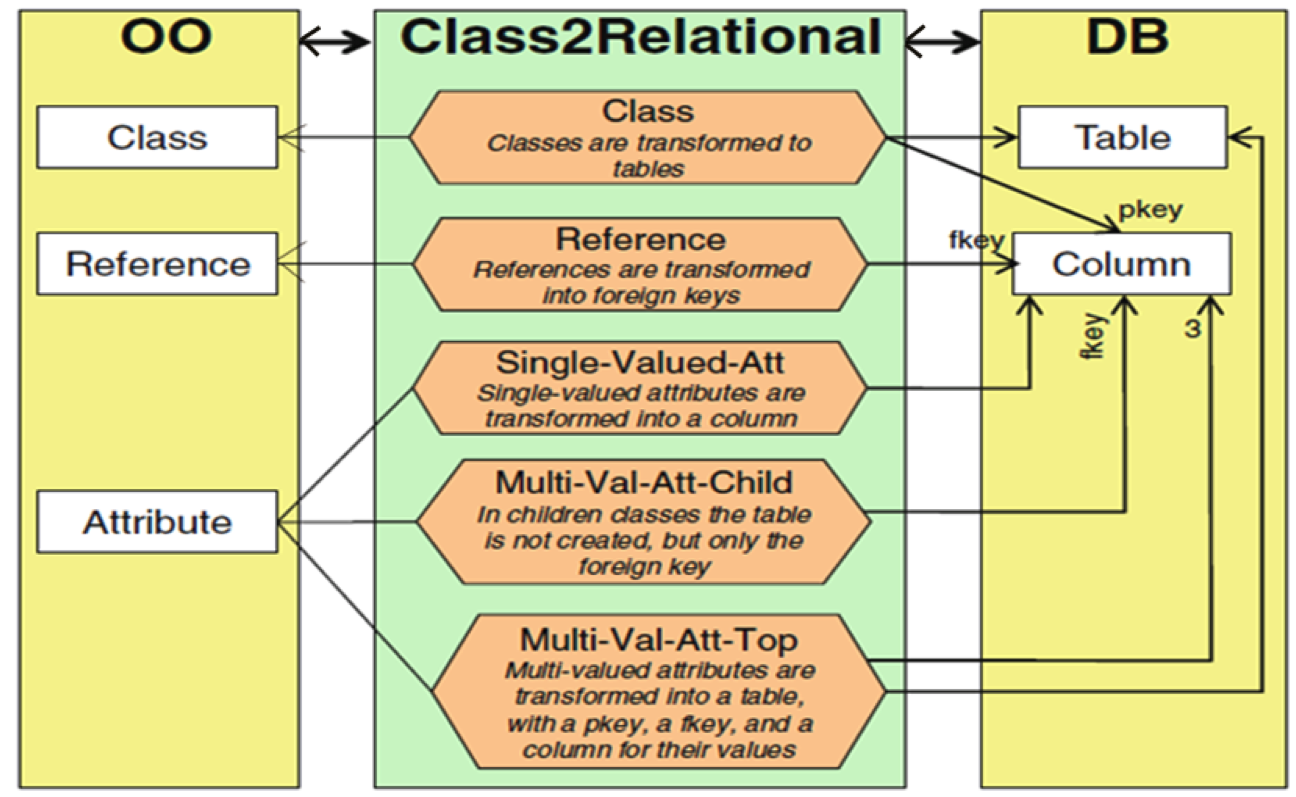 OO
Class2Relational
DB
Class
Class
Classes are transformed to
tables
Table
pkey
Reference
Reference
References are transformed
into foreign keys
fkey
Column
Single-Valued-Att
Single-valued attributes are
transformed into a column
fkey
3
Attribute
Multi-Val-Att-Child
In children classes the table
is not created, but only the
foreign key
Multi-Val-Att-Top
Multi-valued attributes are
transformed into a table,
with a pkey, a fkey, and a
column for their values